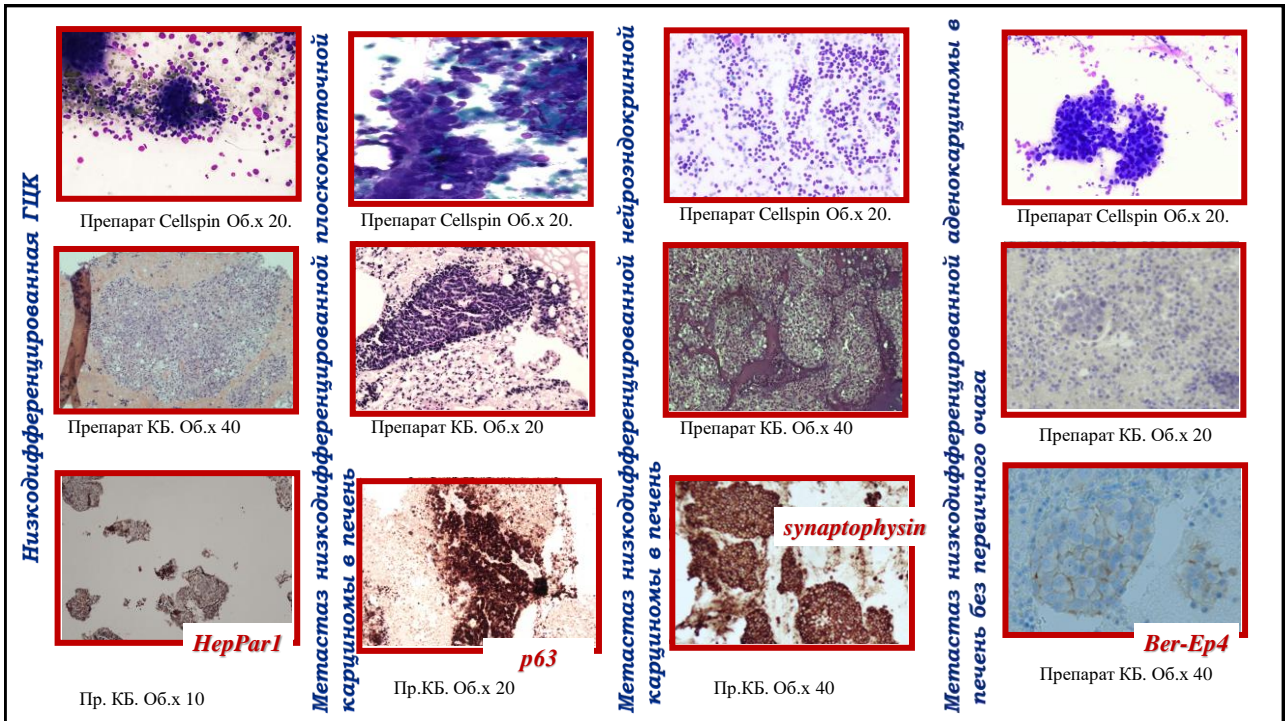 Низкодифференцированная ГЦК
Препарат Cellspin Об.х 20.
Препарат КБ. Об.х 40
HepPar1
Пр. КБ. Об.х 10
Метастаз низкодифференцированной плоскоклеточной
карциномы в печень
Препарат Cellspin Об.х 20.
Препарат КБ. Об.х 20
p63
Пр.КБ. Об.х 20
Метастаз низкодифференцированной нейроэндокринной
карциномы в печень
Препарат Cellspin Об.х 20.
Препарат КБ. Об.х 40
synaptophysin
Пр.КБ. Об.х 40
Метастаз низкодифференцированной аденокарциномы в
печень без первичного очага
Препарат Cellspin Об.х 20.
Препарат КБ. Об.х 20
Ber-Ep4
Препарат КБ. Об.х 40